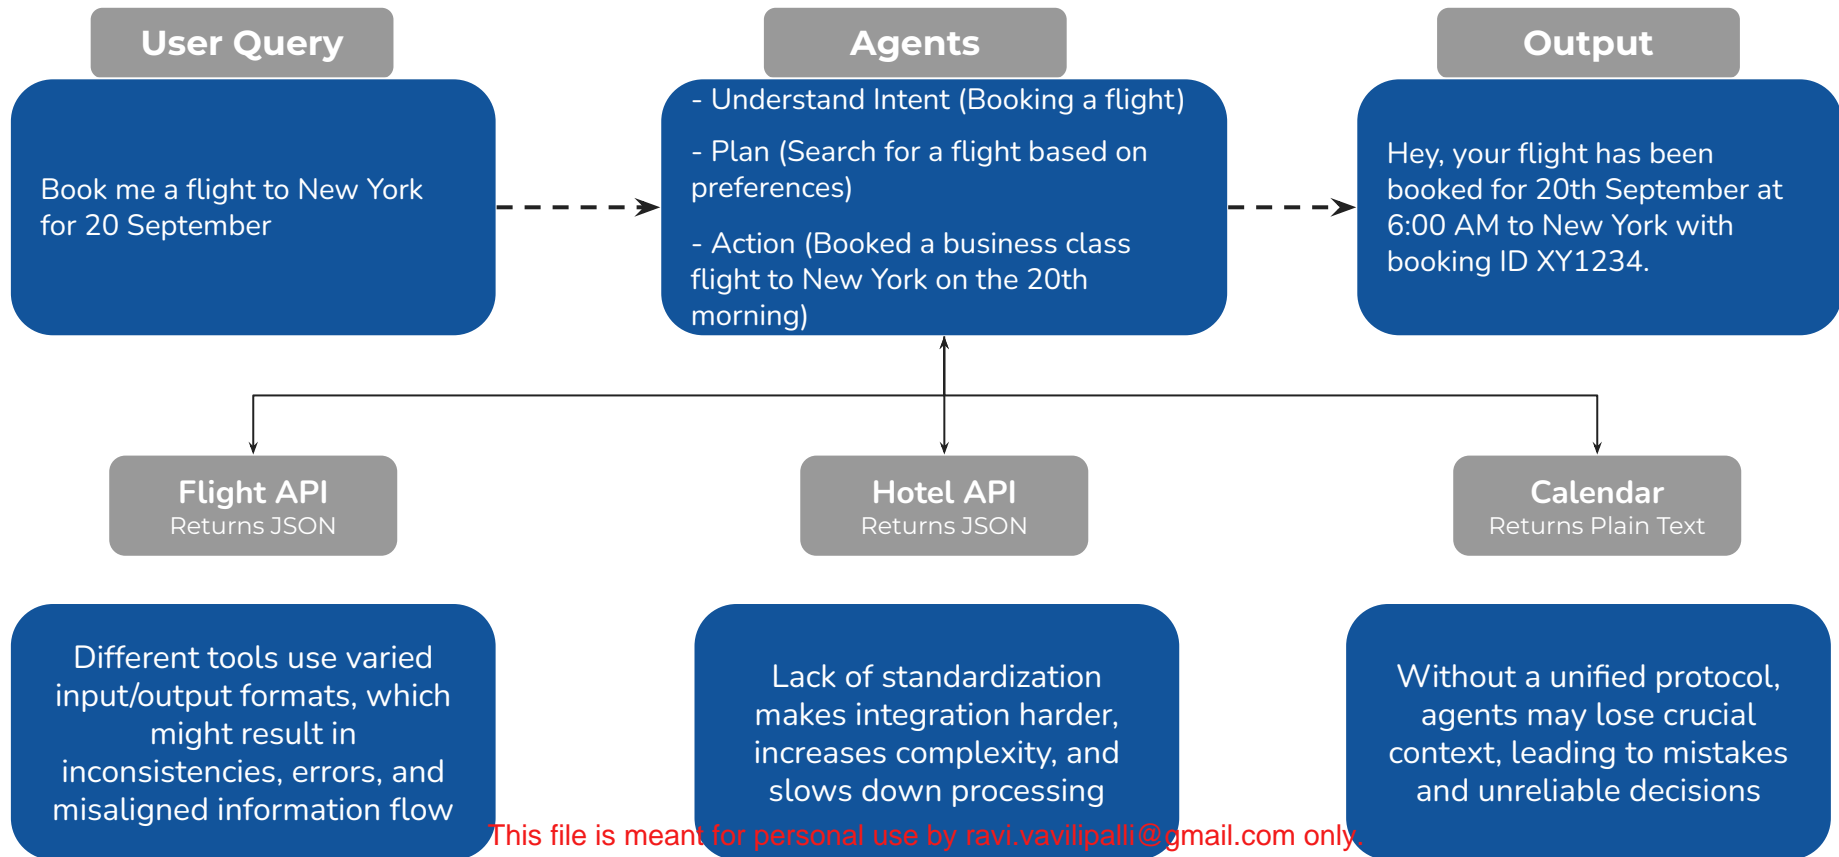 User Query
Agents
Output
Book me a flight to New York
for 20 September
- Understand Intent (Booking a flight)
- Plan (Search for a flight based on
preferences)
- Action (Booked a business class
flight to New York on the 20th
morning)
Hey, your flight has been
booked for 20th September at
6:00 AM to New York with
booking ID XY1234.
Flight API
Returns JSON
Hotel API
Returns JSON
Calendar
Returns Plain Text
Different tools use varied
input/output formats, which
might result in
inconsistencies, errors, and
misaligned information flow
Lack of standardization
makes integration harder,
increases complexity, and
slows down processing
Without a unified protocol,
agents may lose crucial
context, leading to mistakes
and unreliable decisions
This file is meant for personal use by ravi.vavilipalli@gmail.com only.